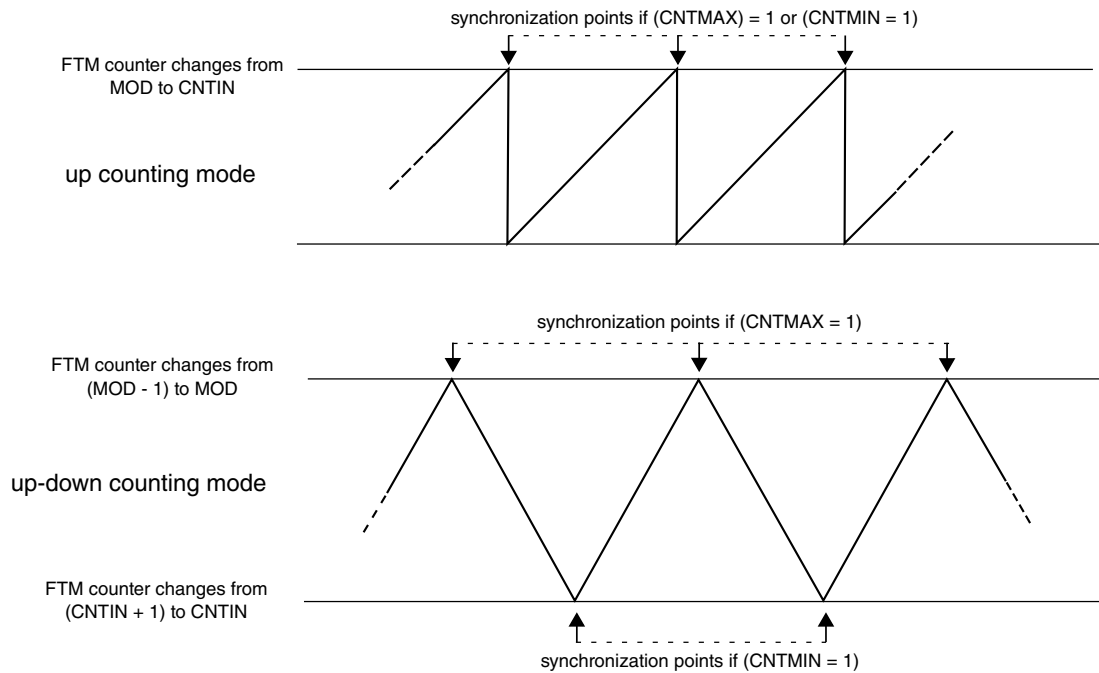 synchronization points if (CNTMAX) = 1 or (CNTMIN = 1)
FTM counter changes from
MOD to CNTIN
up counting mode
synchronization points if (CNTMAX = 1)
FTM counter changes from
(MOD - 1) to MOD
up-down counting mode
FTM counter changes from
(CNTIN + 1) to CNTIN
synchronization points if (CNTMIN = 1)